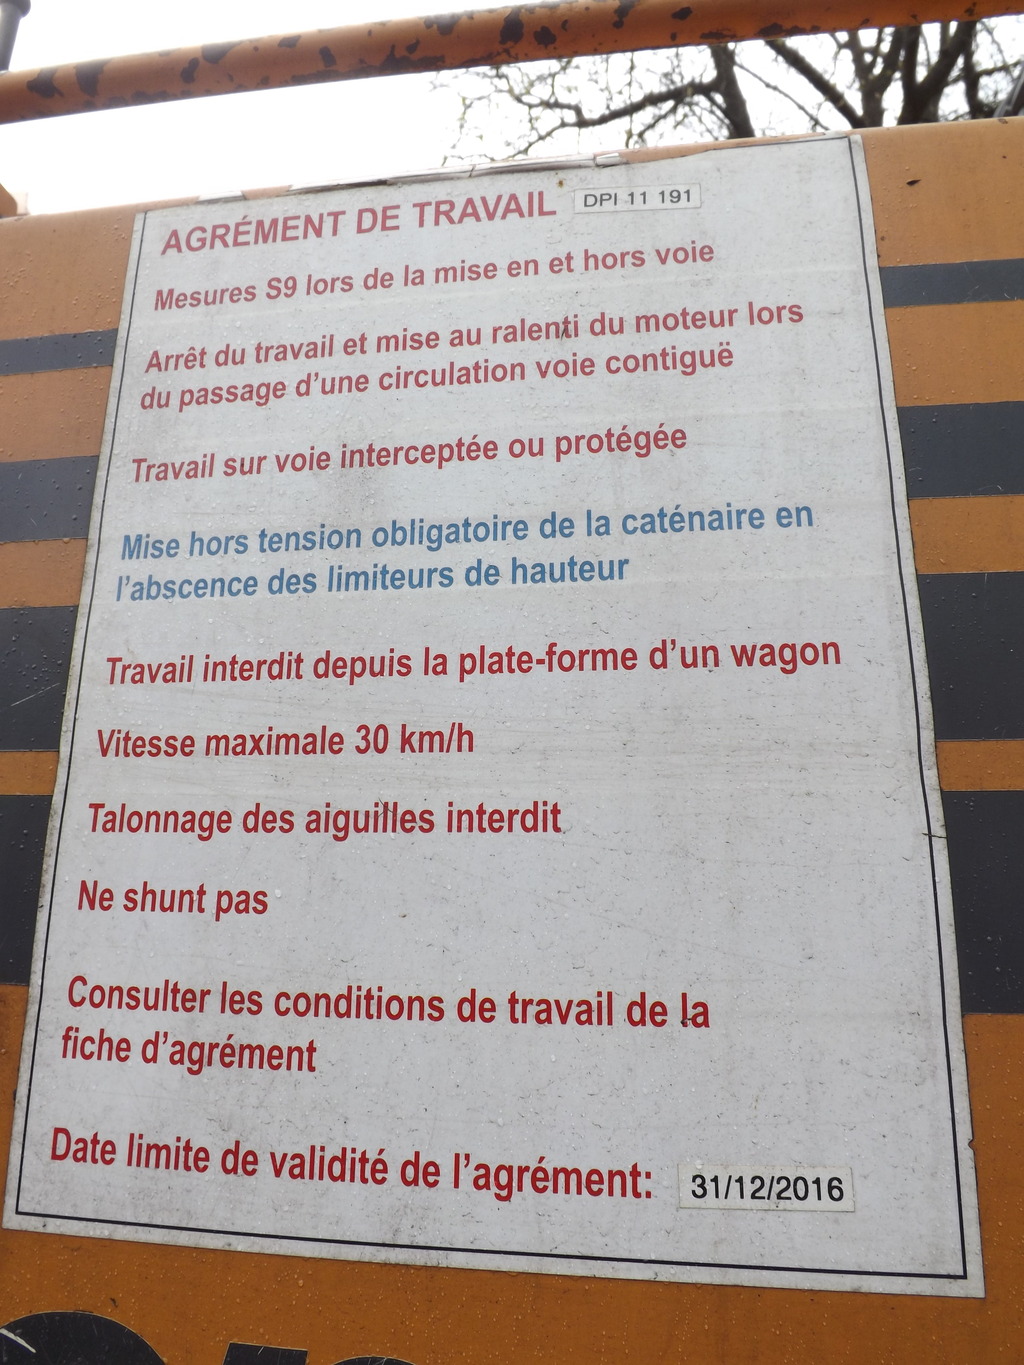 AGRÉMENT DE TRAVAIL DPI 11 191
Mesures S9 lors de la mise en et hors voie
Arrêt du travail et mise au ralenti du moteur lors
du passage d'une circulation voie contiguë
Travail sur voie interceptée ou protégée
Mise hors tension obligatoire de la caténaire en
l'abscence des limiteurs de hauteur
Travail interdit depuis la plate-forme d'un wagon
Vitesse maximale 30 km/h
Talonnage des aiguilles interdit
Ne shunt pas
Consulter les conditions de travail de la
fiche d'agrément
Date limite de validité de l'agrément: 31/12/2016